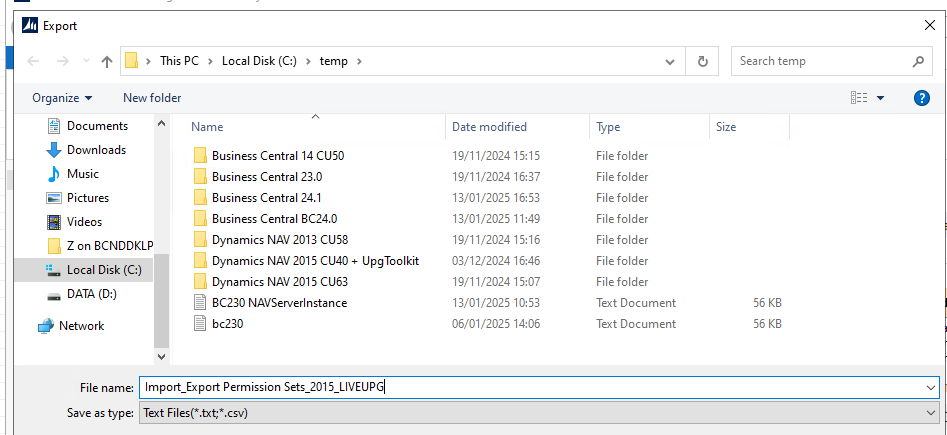 Export
This PC > Local Disk (C:) > temp >
Search temp
Organize
New folder
Name Date modified Type Size
Documents
Downloads
Music
Pictures
Videos
Z on BCNDDKLP
Local Disk (C:)
DATA (D:)
Network
Business Central 14 CU50 19/11/2024 15:15 File folder
Business Central 23.0 19/11/2024 16:37 File folder
Business Central 24.1 13/01/2025 16:53 File folder
Business Central BC24.0 13/01/2025 11:49 File folder
Dynamics NAV 2013 CU58 19/11/2024 15:16 File folder
Dynamics NAV 2015 CU40 + UpgToolkit 03/12/2024 16:46 File folder
Dynamics NAV 2015 CU63 19/11/2024 15:07 File folder
BC230 NAVServerInstance 13/01/2025 10:53 Text Document 56 KB
bc230 06/01/2025 14:06 Text Document 56 KB
File name: Import_Export Permission Sets_2015_LIVEUPG
Save as type: Text Files(*.txt;*.csv)